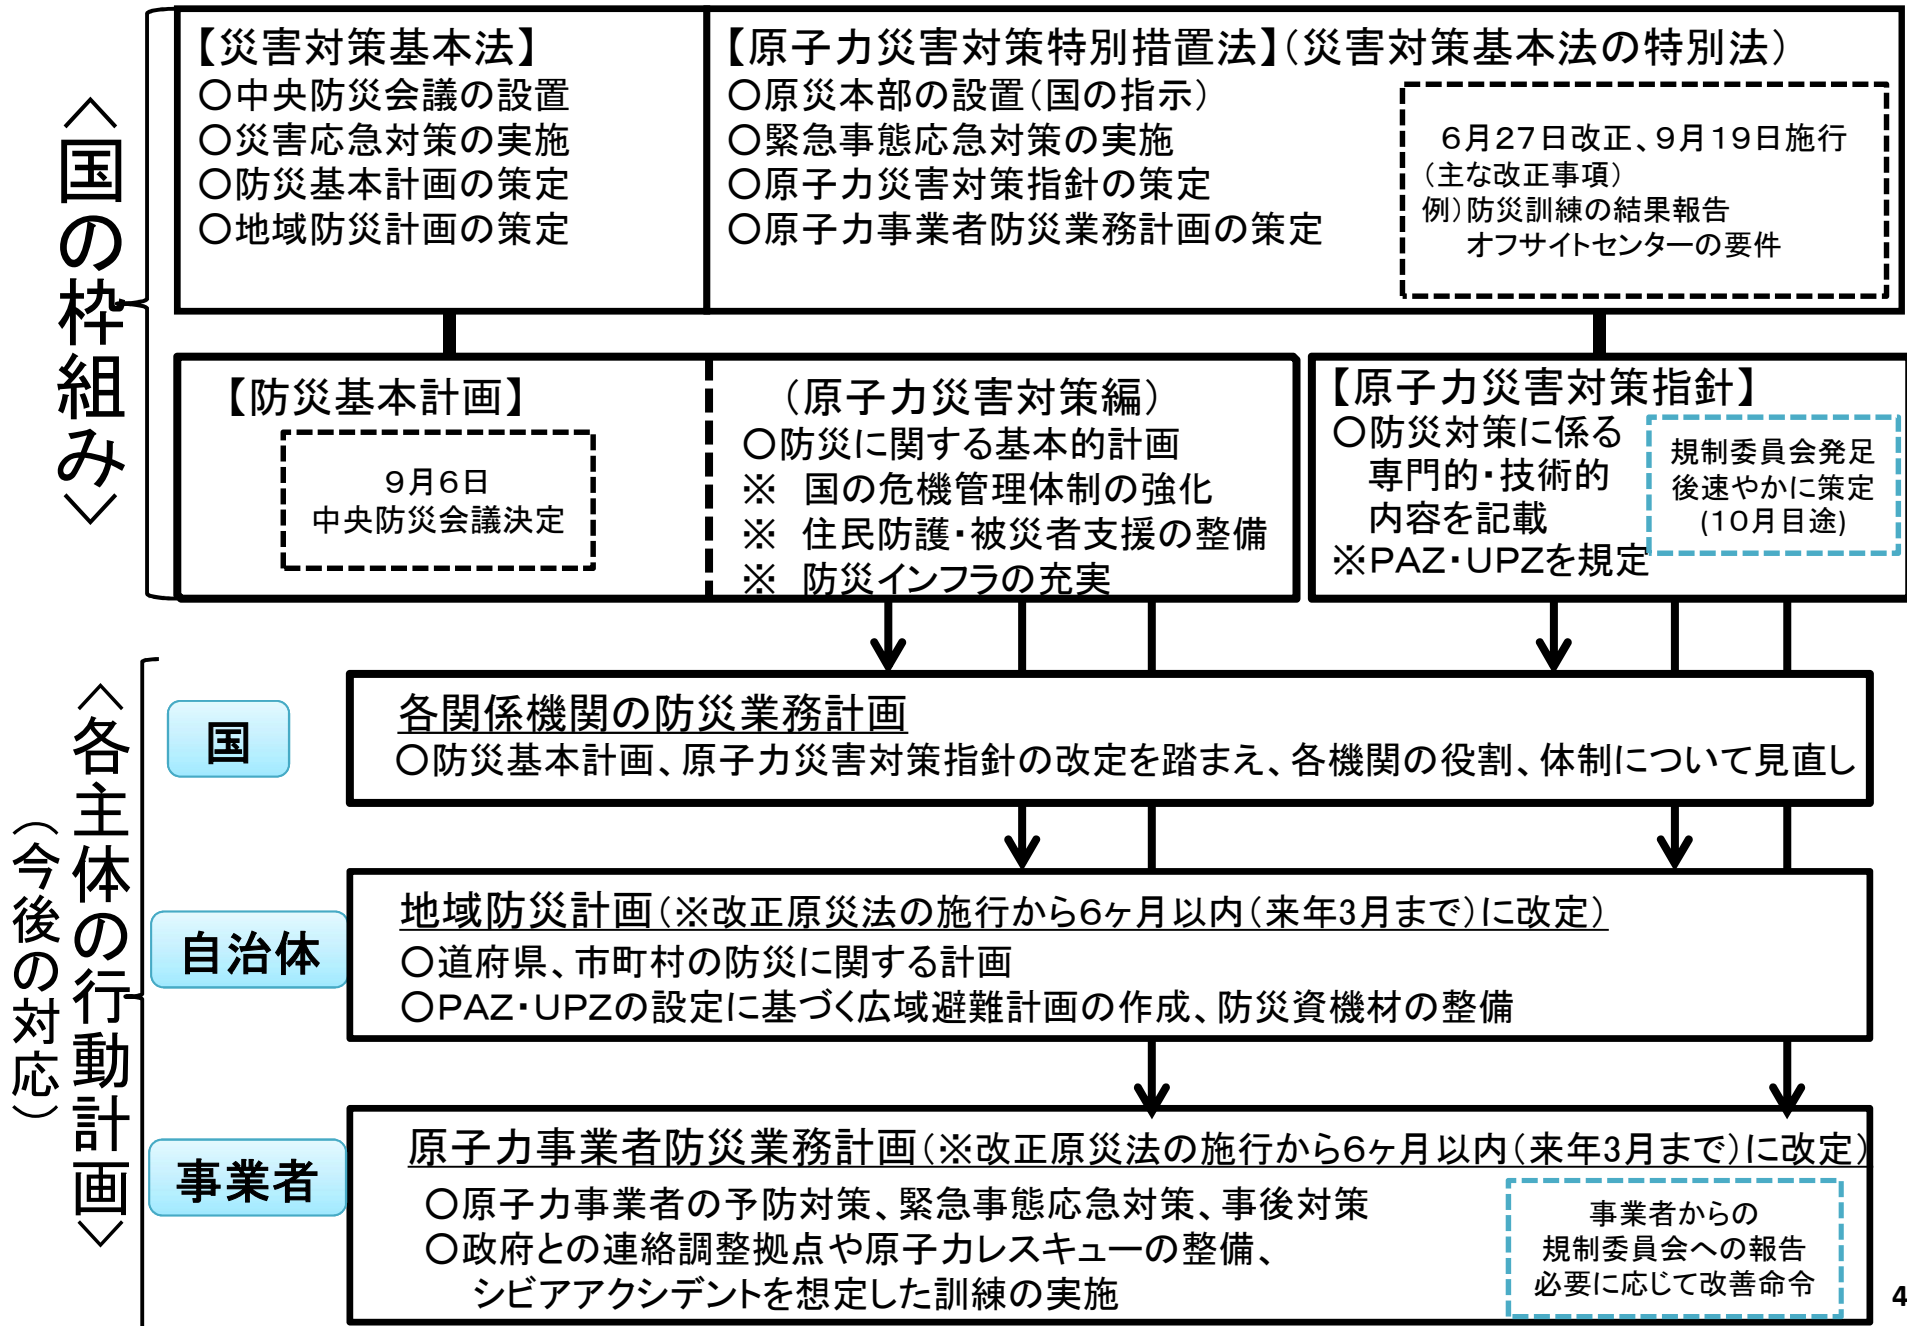 〈国の枠組み〉
【災害対策基本法】
○中央防災会議の設置
○災害応急対策の実施
○防災基本計画の策定
○地域防災計画の策定
【原子力災害対策特別措置法】(災害対策基本法の特別法)
○原災本部の設置(国の指示)
○緊急事態応急対策の実施
○原子力災害対策指針の策定
○原子力事業者防災業務計画の策定
6月27日改正、9月19日施行
(主な改正事項)
例)防災訓練の結果報告
オフサイトセンターの要件
【防災基本計画】
9月6日
中央防災会議決定
(原子力災害対策編)
○防災に関する基本的計画
※ 国の危機管理体制の強化
※ 住民防護・被災者支援の整備
※ 防災インフラの充実
【原子力災害対策指針】
○防災対策に係る
専門的・技術的
内容を記載
※PAZ・UPZを規定
規制委員会発足
後速やかに策定
(10月目途)
〈各主体の行動計画〉
(今後の対応)
国
各関係機関の防災業務計画
○防災基本計画、原子力災害対策指針の改定を踏まえ、各機関の役割、体制について見直し
自治体
地域防災計画(※改正原災法の施行から6ヶ月以内(来年3月まで)に改定)
○道府県、市町村の防災に関する計画
○PAZ・UPZの設定に基づく広域避難計画の作成、防災資機材の整備
事業者
原子力事業者防災業務計画(※改正原災法の施行から6ヶ月以内(来年3月まで)に改定)
○原子力事業者の予防対策、緊急事態応急対策、事後対策
○政府との連絡調整拠点や原子力レスキューの整備、
シビアアクシデントを想定した訓練の実施
事業者からの
規制委員会への報告
必要に応じて改善命令
4